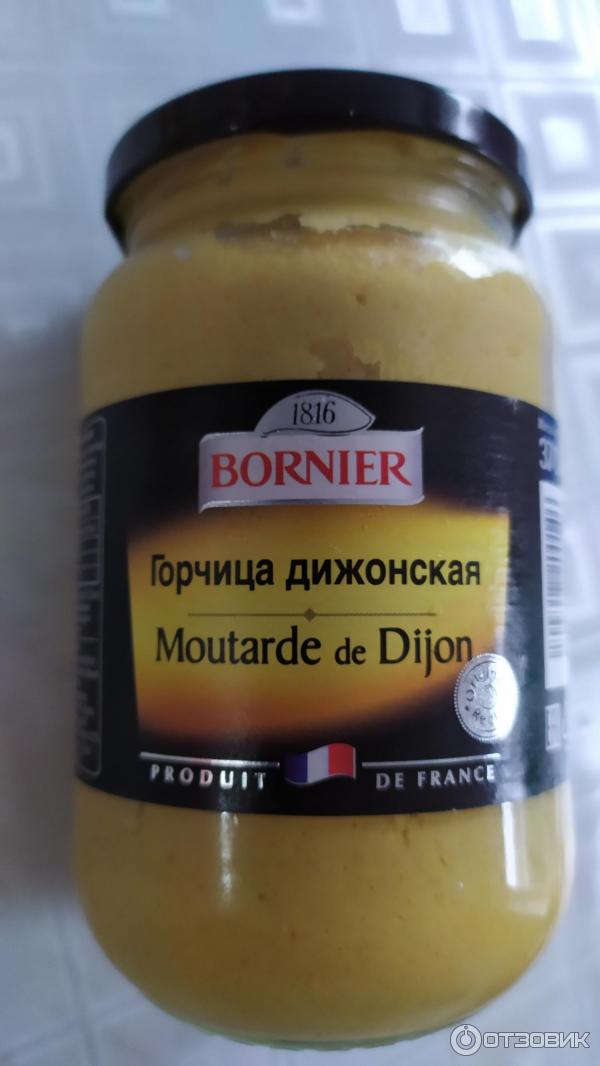 1816
BORNIER
Горчица дижонская
Moutarde de Dijon
PRODUIT DE FRANCE
ОТЗОВИК